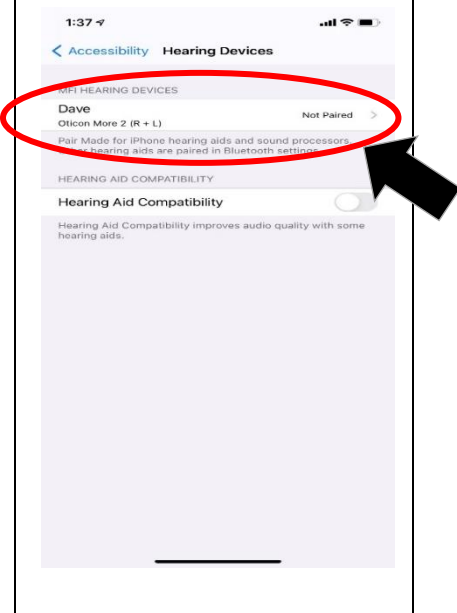 1:37
Accessibility Hearing Devices
MFI HEARING DEVICES
Dave
Oticon More 2 (R + L)
Not Paired
Pair Made for iPhone hearing aids and sound processors.
hearing aids are paired in Bluetooth settings
HEARING AID COMPATIBILITY
Hearing Aid Compatibility
Hearing Aid Compatibility improves audio quality with some
hearing aids.